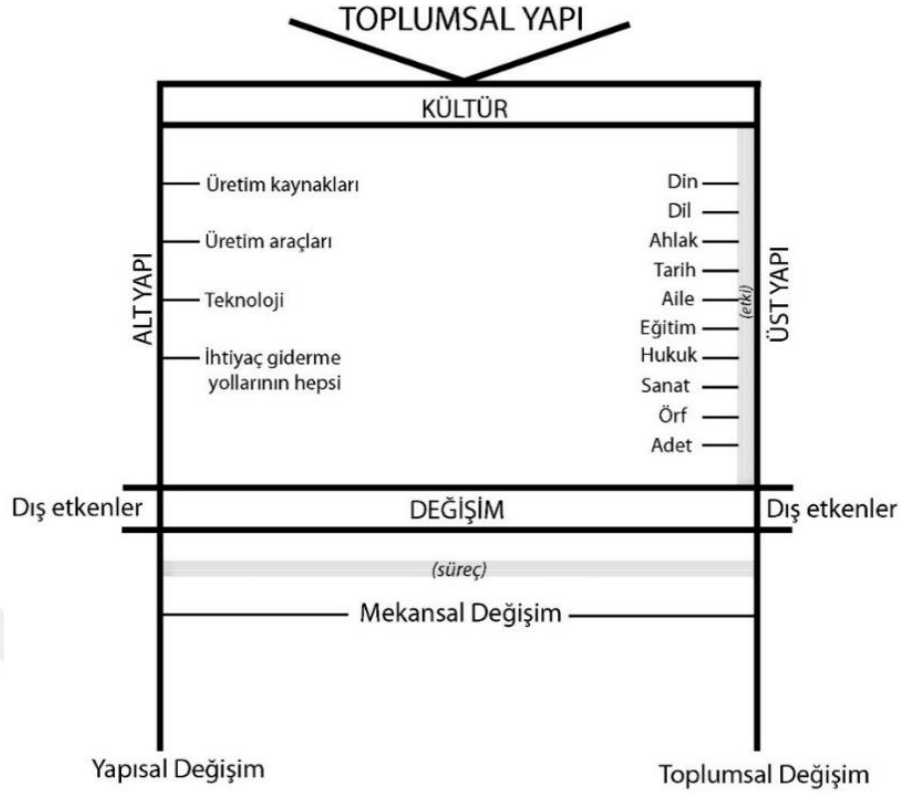 TOPLUMSAL YAPI
KÜLTÜR
ALT YAPI
Üretim kaynakları
Üretim araçları
Teknoloji
İhtiyaç giderme
yollarının hepsi
Din
Dil
Ahlak
Tarih
Aile
Eğitim
Hukuk
Sanat
Örf
Adet
(etki)
ÜST YAPI
Dış etkenler
DEĞİŞİM
Dış etkenler
(süreç)
Mekansal Değişim
Yapısal Değişim
Toplumsal Değişim